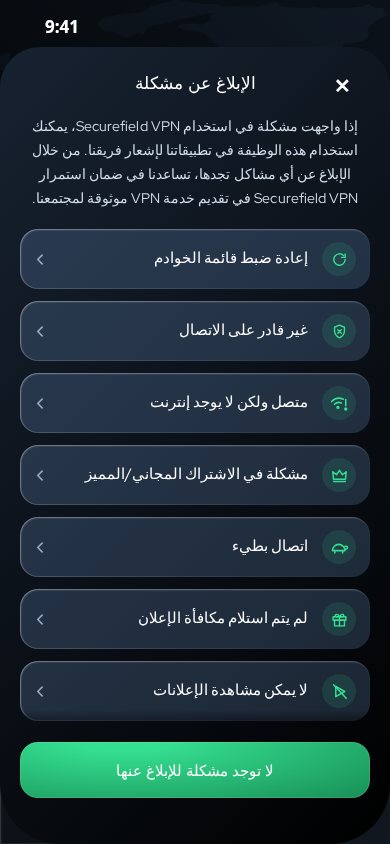 9:41
الإبلاغ عن مشكلة
إذا واجهت مشكلة في استخدام Securefield VPN، يمكنك
استخدام هذه الوظيفة في تطبيقاتنا لإشعار فريقنا. من خلال
الإبلاغ عن أي مشاكل تجدها، تساعدنا في ضمان استمرار
Securefield VPN في تقديم خدمة VPN موثوقة لمجتمعنا.
إعادة ضبط قائمة الخوادم
غير قادر على الاتصال
متصل ولكن لا يوجد إنترنت
مشكلة في الاشتراك المجاني/المميز
اتصال بطيء
لم يتم استلام مكافأة الإعلان
لا يمكن مشاهدة الإعلانات
لا توجد مشكلة للإبلاغ عنها